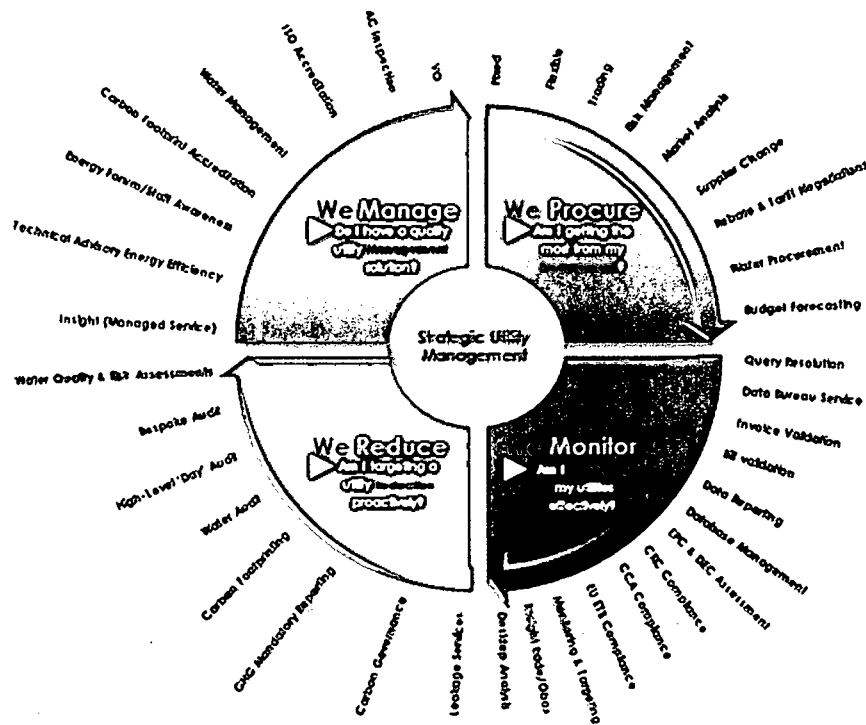 We Manage
Do I have a quality
utility Management
solution?
We Procure
Am I getting the
most from my
Strategic Utility
Management
We Reduce
Am I targeting a
utility Reduction
proactively?
Monitor
Am I
my utilities
effectively?
Fixed
Flexible
Trading
Risk Management
Market Analysis
Supplier Change
Rebate & Tariff Negotiations
Water Procurement
Budget Forecasting
Query Resolution
Data Bureau Service
Invoice Validation
Bill validation
Data Reporting
Database Management
EPC & DEC Assessment
CRC Compliance
CCA Compliance
EU ETS Compliance
Monitoring & Targeting
Insight
Desktop Analysis
Leakage Services
Carbon Governance
GHG Mandatory Reporting
Carbon Footprinting
Water Audit
High-Level 'Day' Audit
Bespoke Audit
Water Quality & Risk Assessments
Insight (Managed Service)
Technical Advisory Energy Efficiency
Energy Forum/Staff Awareness
Carbon Footprint Accreditation
Water Management
ISO Accreditation
AC Inspection
VO